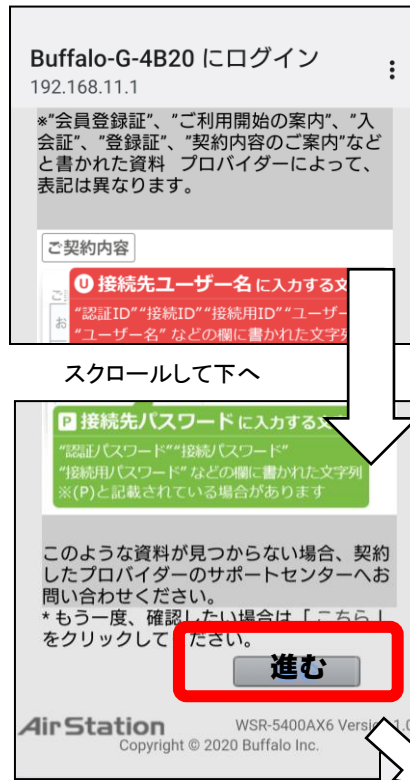 Buffalo-G-4B20 にログイン
192.168.11.1
※"会員登録証"、"ご利用開始の案内"、"入
会証"、"登録証"、"契約内容のご案内"など
と書かれた資料 プロバイダーによって、
表記は異なります。
ご契約内容
U 接続先ユーザー名 に入力する文
"認証ID""接続ID""接続用ID""ユーザー
お
"ユーザー名" などの欄に書かれた文字
スクロールして下へ
P 接続先パスワード に入力する
"認証パスワード""接続パスワード"
"接続用パスワード" などの欄に書かれた文字列
※(P)と記載されている場合があります
このような資料が見つからない場合、契約
したプロバイダーのサポートセンターへお
問い合わせください。
* もう一度、確認したい場合は「こちら」
をクリックして ださい。
進む
AirStation
WSR-5400AX6 Versi 1.0
Copyright © 2020 Buffalo Inc.